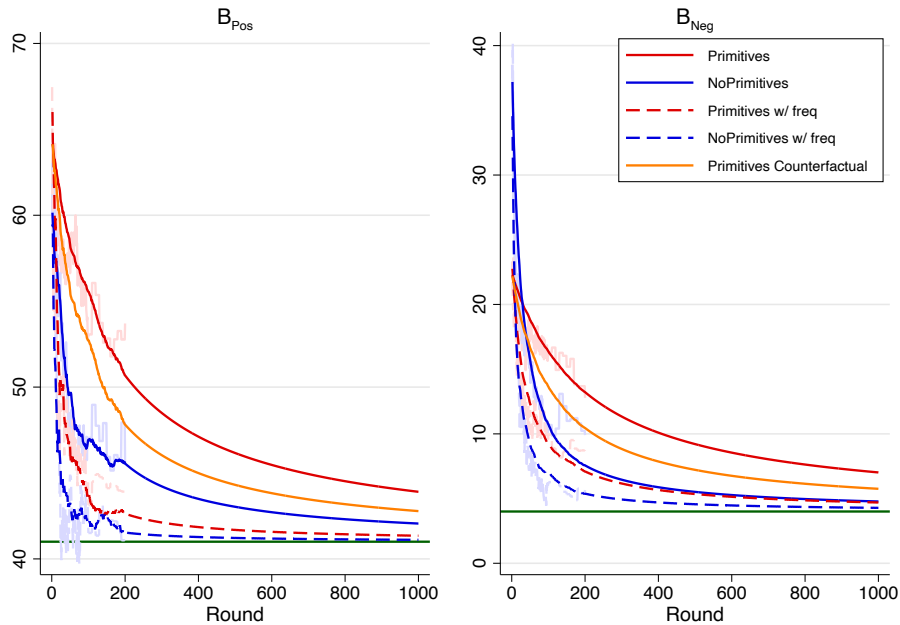 B_Pos
70
60
50
40
0
200
400
600
800
1000
Round
B_Neg
40
30
20
10
0
Primitives
NoPrimitives
Primitives w/ freq
NoPrimitives w/ freq
Primitives Counterfactual
0
200
400
600
800
1000
Round